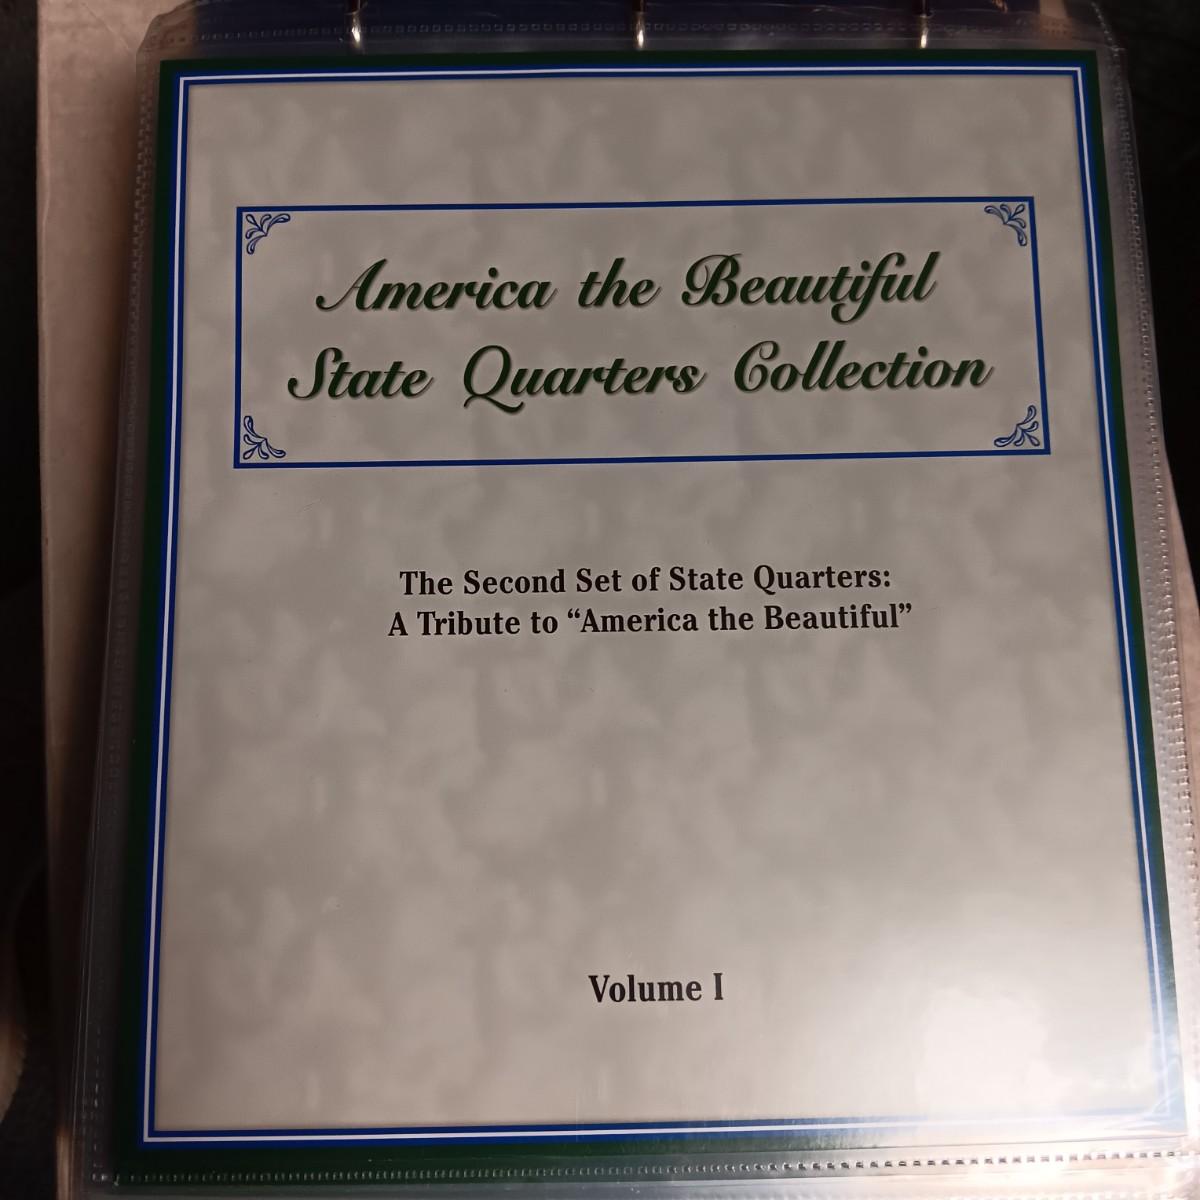 America the Beautiful
State Quarters Collection
The Second Set of State Quarters:
A Tribute to “America the Beautiful”
Volume I